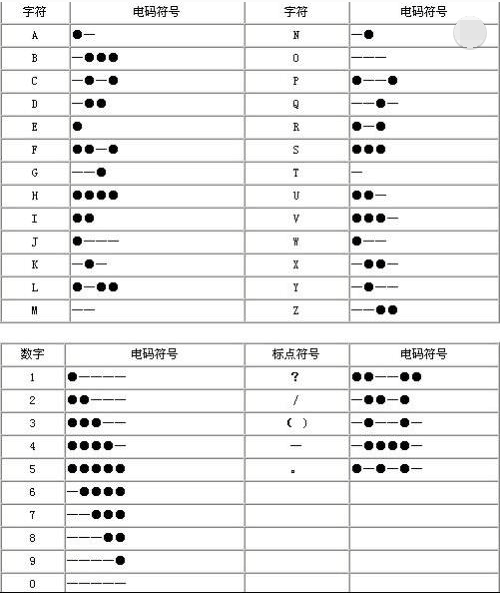 字符 电码符号 字符 电码符号
A ●— N —●
B —●●● O ———
C —●—● P ●——●
D —●● Q ——●—
E ● R ●—●
F ●●—● S ●●●
G ——● T —
H ●●●● U ●●—
I ●● V ●●●—
J ●——— W ●——
K —●— X —●●—
L ●—●● Y —●——
M —— Z ——●●
数字 电码符号 标点符号 电码符号
1 ●———— ? ●●——●●
2 ●●——— / —●●—●
3 ●●●—— ( ) —●——●—
4 ●●●●— — —●●●●—
5 ●●●●● 。 ●—●—●—
6 —●●●●
7 ——●●●
8 ———●●
9 ————●
0 —————